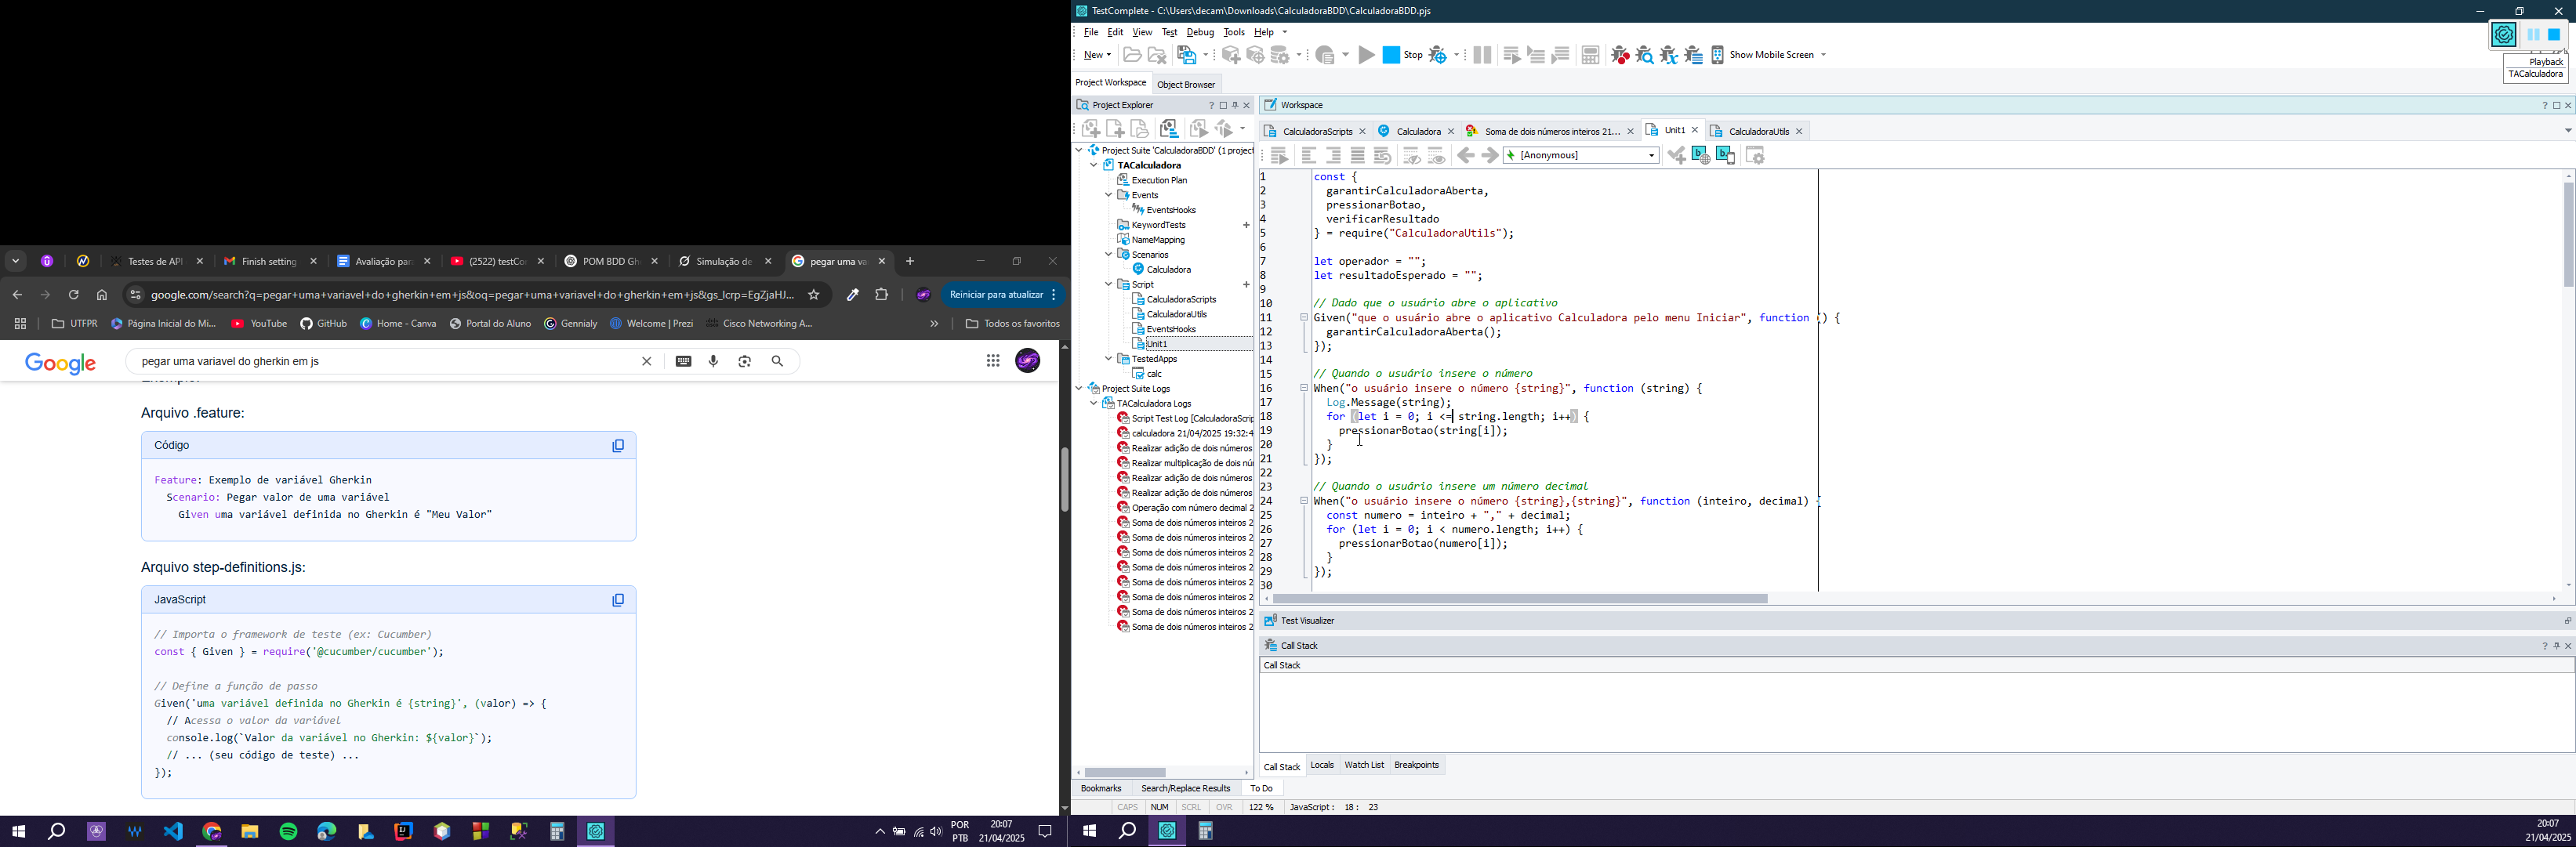 Testes de API
Finish setting
Avaliação par
(2522) testCo
POM BDD Gh
Simulação de
pegar uma va
google.com/search?q=pegar+uma+variavel+do+gherkin+em+js&oq=pegar+uma+variavel+do+gherkin+em+js&gs_lcrp=EgZjaHJ...
Reiniciar para atualizar
UTFPR
Página Inicial do Mi...
YouTube
GitHub
Home - Canva
Portal do Aluno
Gennialy
Welcome | Prezi
Cisco Networking A...
Todos os favoritos
Google
pegar uma variavel do gherkin em js
Exemplo:
Arquivo .feature:
Código
Feature: Exemplo de variável Gherkin
Scenario: Pegar valor de uma variável
Given uma variável definida no Gherkin é "Meu Valor"
Arquivo step-definitions.js:
JavaScript
// Importa o framework de teste (ex: Cucumber)
const { Given } = require('@cucumber/cucumber');
// Define a função de passo
Given('uma variável definida no Gherkin é {string}', (valor) => {
// Acessa o valor da variável
console.log(`Valor da variável no Gherkin: ${valor}`);
// ... (seu código de teste) ...
});
POR
PTB
20:07
21/04/2025
TestComplete - C:\Users\decam\Downloads\CalculadoraBDD\CalculadoraBDD.pjs
File Edit View Test Debug Tools Help
New
Stop
Show Mobile Screen
Playback
TACalculadora
Project Workspace
Object Browser
Project Explorer
Project Suite 'CalculadoraBDD' (1 project
TACalculadora
Execution Plan
Events
EventsHooks
KeywordTests
NameMapping
Scenarios
Calculadora
Script
CalculadoraScripts
CalculadoraUtils
EventsHooks
Unit1
TestedApps
calc
Project Suite Logs
TACalculadora Logs
Script Test Log [CalculadoraScrip
calculadora 21/04/2025 19:32:4
Realizar adição de dois números
Realizar multiplicação de dois nú
Realizar adição de dois números
Realizar adição de dois números
Operação com número decimal 2
Soma de dois números inteiros 2
Soma de dois números inteiros 2
Soma de dois números inteiros 2
Soma de dois números inteiros 2
Soma de dois números inteiros 2
Soma de dois números inteiros 2
Soma de dois números inteiros 2
Soma de dois números inteiros 2
Workspace
CalculadoraScripts
Calculadora
Soma de dois números inteiros 21...
Unit1
CalculadoraUtils
[Anonymous]
1 const {
2 garantirCalculadoraAberta,
3 pressionarBotao,
4 verificarResultado
5 } = require("CalculadoraUtils");
6
7 let operador = "";
8 let resultadoEsperado = "";
9
10 // Dado que o usuário abre o aplicativo
11 Given("que o usuário abre o aplicativo Calculadora pelo menu Iniciar", function () {
12 garantirCalculadoraAberta();
13 });
14
15 // Quando o usuário insere o número
16 When("o usuário insere o número {string}", function (string) {
17 Log.Message(string);
18 for (let i = 0; i <= string.length; i++) {
19 pressionarBotao(string[i]);
20 }
21 });
22
23 // Quando o usuário insere um número decimal
24 When("o usuário insere o número {string},{string}", function (inteiro, decimal) {
25 const numero = inteiro + "," + decimal;
26 for (let i = 0; i < numero.length; i++) {
27 pressionarBotao(numero[i]);
28 }
29 });
30
Test Visualizer
Call Stack
Call Stack
Call Stack
Locals
Watch List
Breakpoints
Bookmarks
Search/Replace Results
To Do
CAPS NUM SCRL OVR 122 % JavaScript : 18 : 23
20:07
21/04/2025